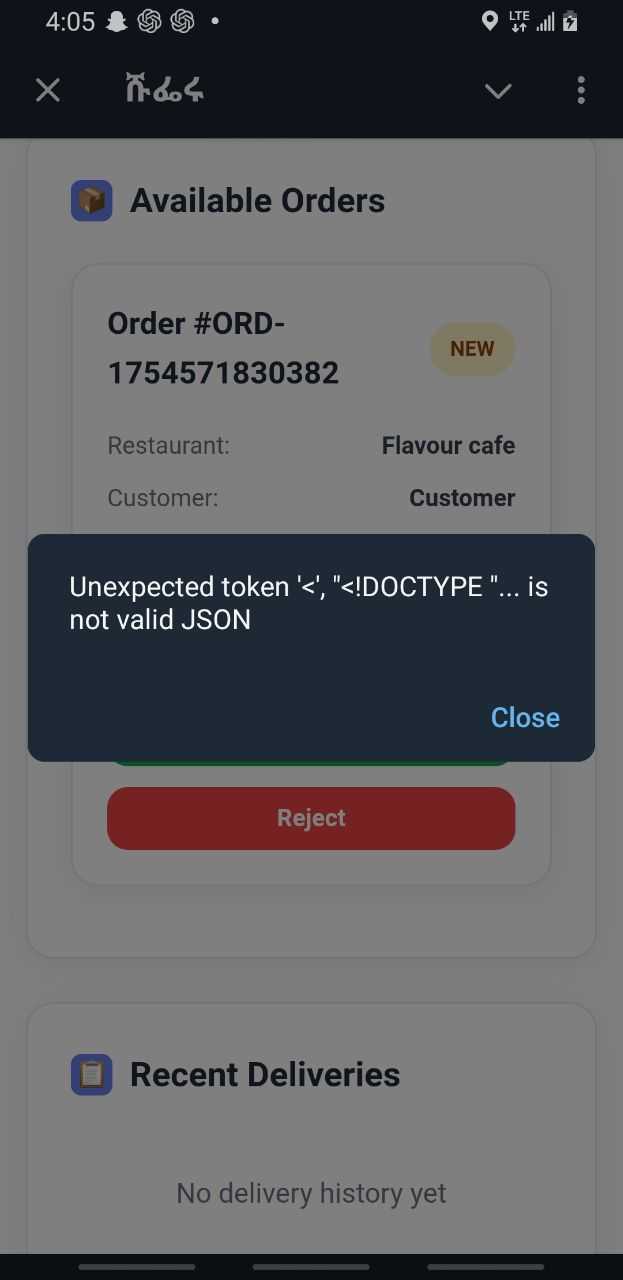 4:05
LTE
ሹፌሩ
Available Orders
Order #ORD-
1754571830382
NEW
Restaurant: Flavour cafe
Customer: Customer
Unexpected token '<', "<!DOCTYPE "... is
not valid JSON
Close
Reject
Recent Deliveries
No delivery history yet